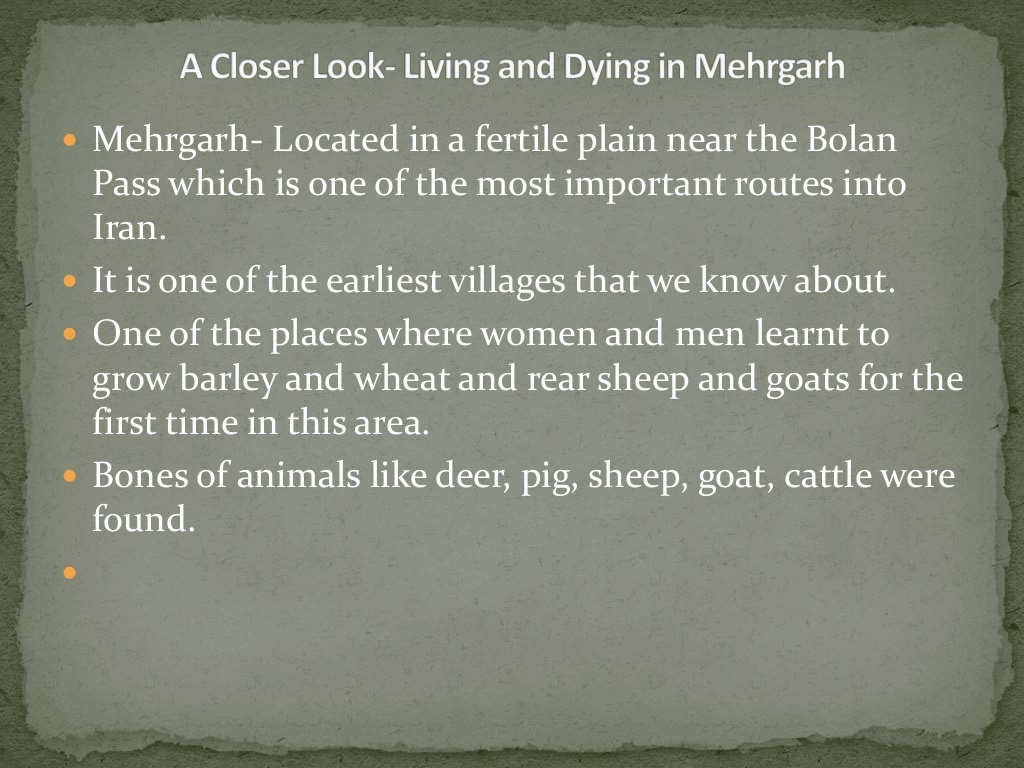 A Closer Look- Living and Dying in Mehrgarh
• Mehrgarh- Located in a fertile plain near the Bolan
Pass which is one of the most important routes into
Iran.
• It is one of the earliest villages that we know about.
• One of the places where women and men learnt to
grow barley and wheat and rear sheep and goats for the
first time in this area.
• Bones of animals like deer, pig, sheep, goat, cattle were
found.
•